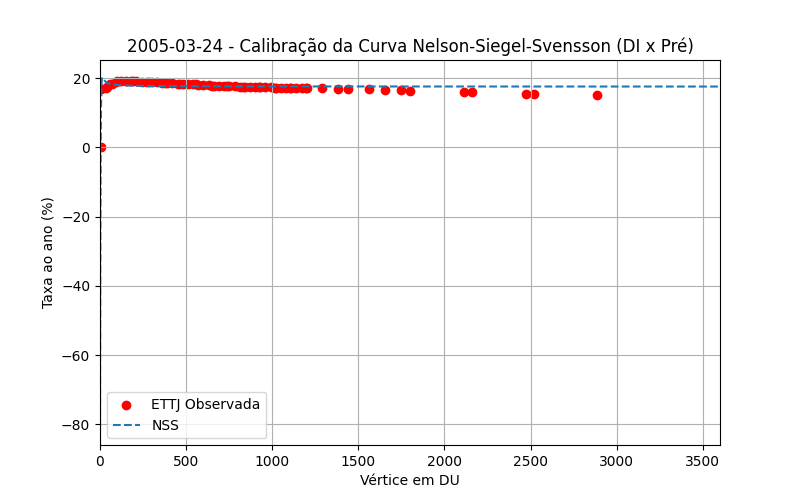 2005-03-24 - Calibração da Curva Nelson-Siegel-Svensson (DI x Pré)
Taxa ao ano (%)
20
0
−20
−40
−60
−80
ETTJ Observada
NSS
0 500 1000 1500 2000 2500 3000 3500
Vértice em DU